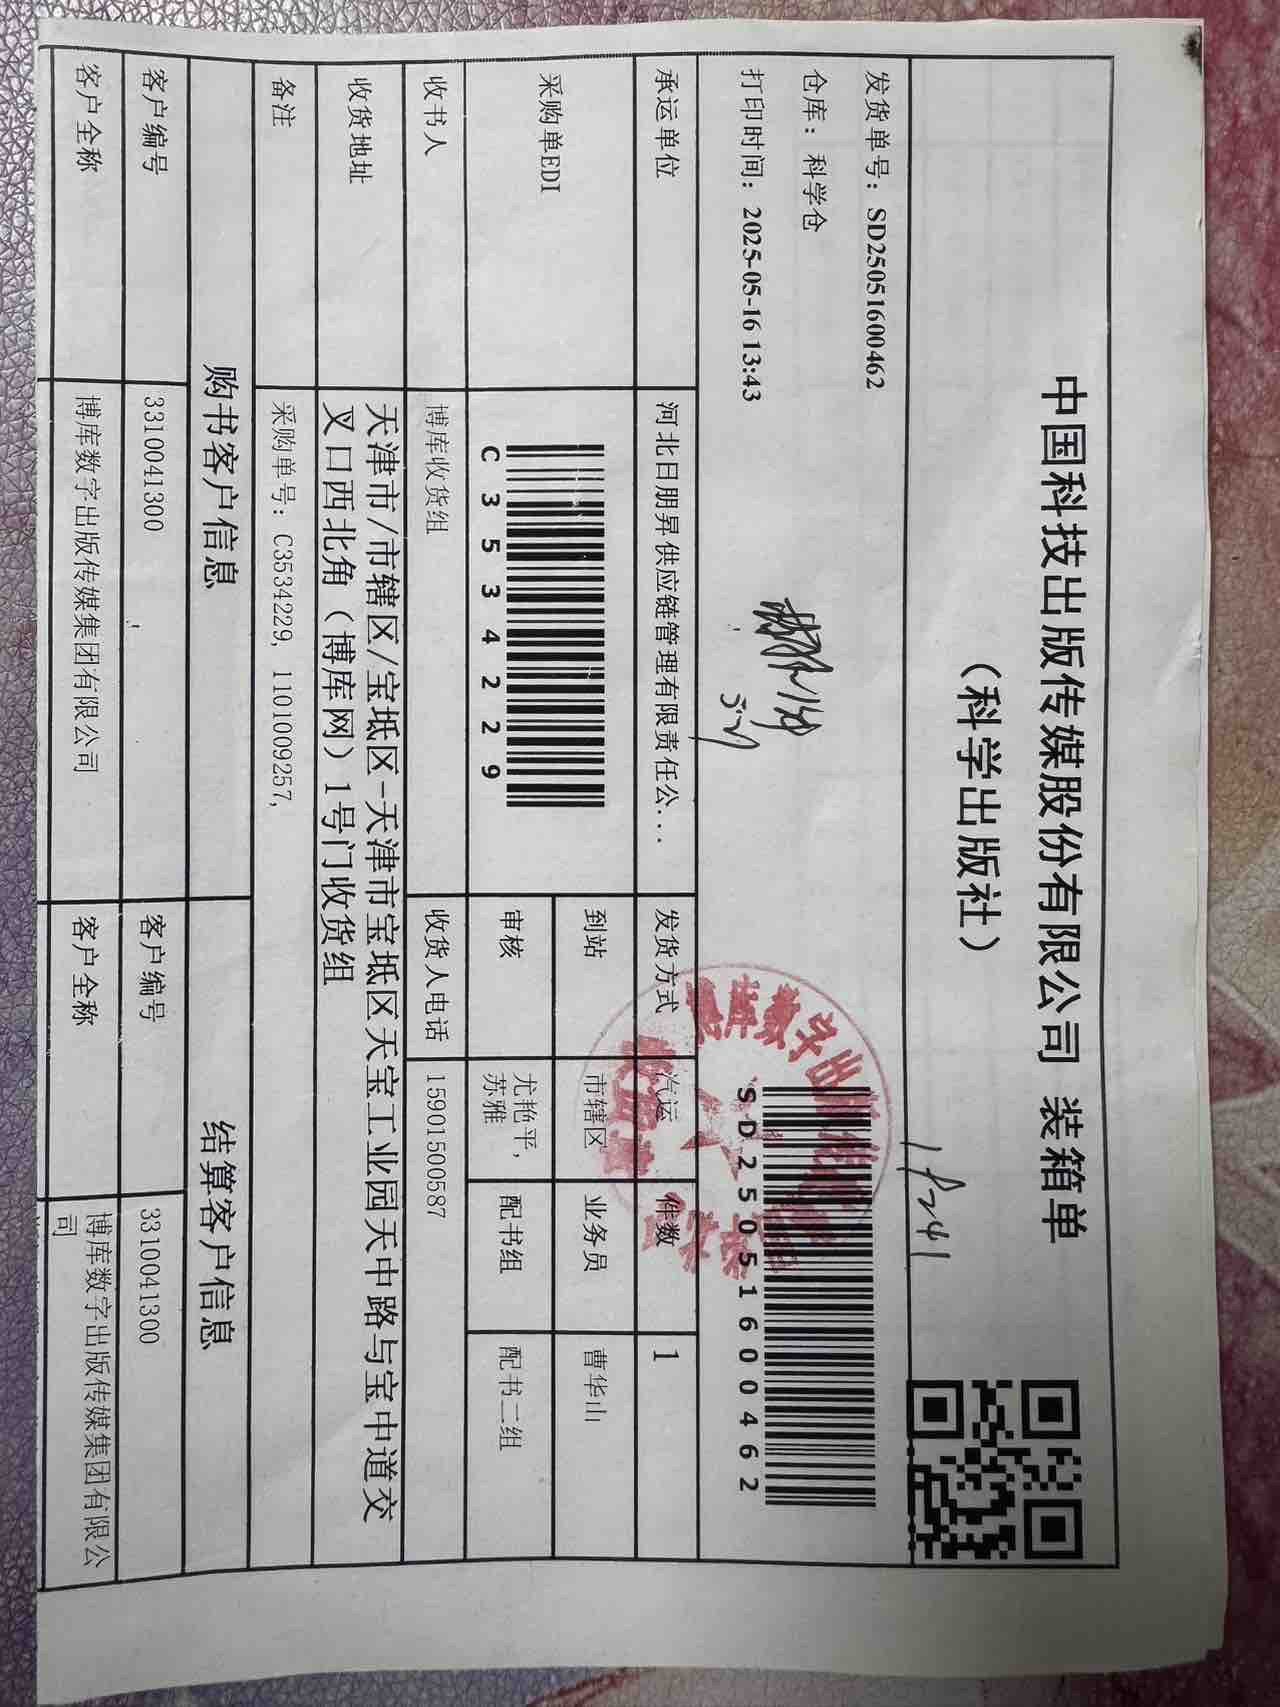 中国科技出版传媒股份有限公司 装箱单
（科学出版社）
发货单号：SD25051600462
仓库：科学仓
打印时间：2025-05-16 13:43
SD25051600462
承运单位 河北日朋昇供应链管理有限责任公... 发货方式 汽运 件数 1
采购单EDI C3534229 到站 市辖区 业务员 曹华山
审核 尤艳平，苏雅 配书组 配书二组
收书人 博库收货组 收货人电话 15901500587
收货地址 天津市/市辖区/宝坻区-天津市宝坻区天宝工业园天中路与宝中道交
叉口西北角（博库网）1号门收货组
备注 采购单号：C3534229, 1101009257,
购书客户信息 结算客户信息
客户编号 3310041300 客户编号 3310041300
客户全称 博库数字出版传媒集团有限公司 客户全称 博库数字出版传媒集团有限公
司